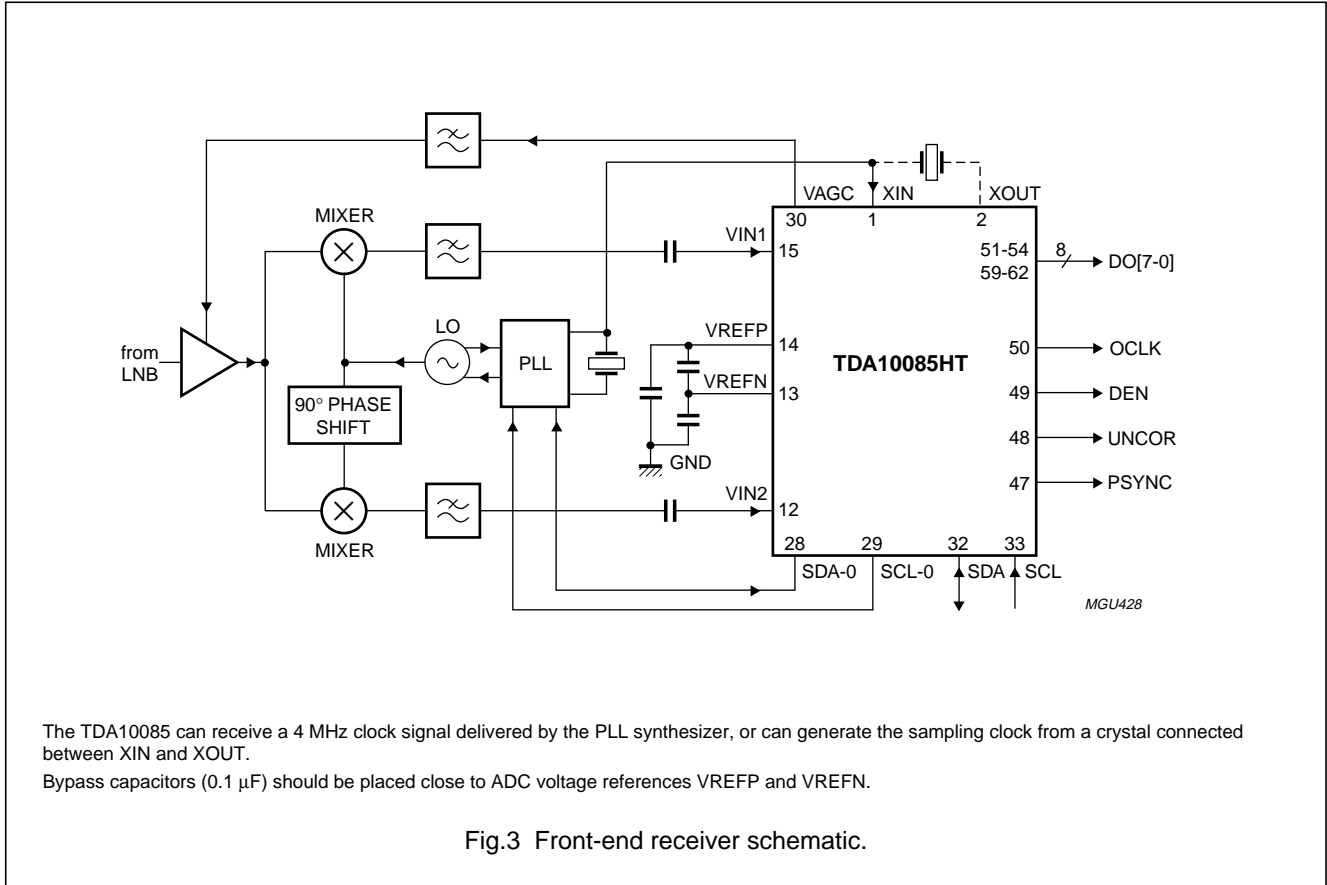 VAGC
XIN
XOUT
30
1
2
MIXER
VIN1
15
51-54
59-62
8
DO[7-0]
from
LNB
LO
PLL
90° PHASE
SHIFT
VREFP
14
VREFN
13
GND
TDA10085HT
50
OCLK
49
DEN
48
UNCOR
47
PSYNC
VIN2
12
MIXER
28
29
32
33
SDA-0
SCL-0
SDA
SCL
MGU428
The TDA10085 can receive a 4 MHz clock signal delivered by the PLL synthesizer, or can generate the sampling clock from a crystal connected
between XIN and XOUT.
Bypass capacitors (0.1 μF) should be placed close to ADC voltage references VREFP and VREFN.
Fig.3 Front-end receiver schematic.